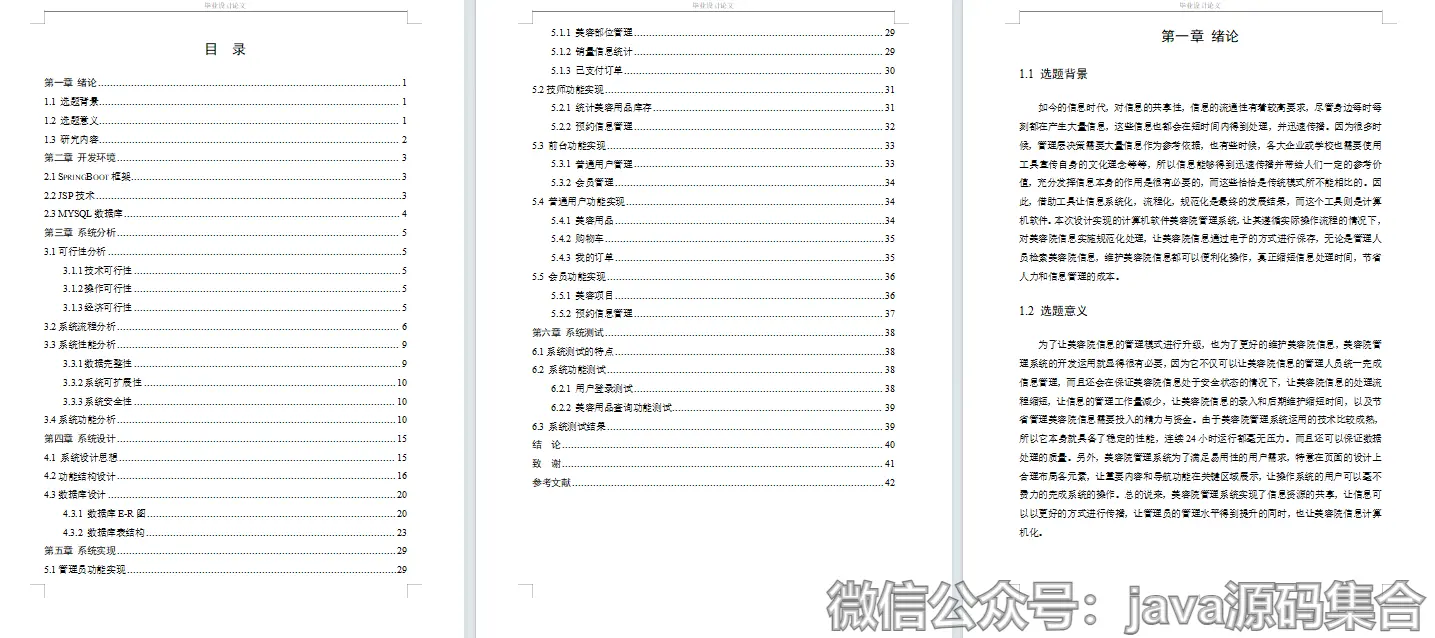 毕业设计论文
目 录
第一章 绪论 1
1.1 选题背景 1
1.2 选题意义 1
1.3 研究内容 2
第二章 开发环境 3
2.1 SPRINGBOOT 框架 3
2.2 JSP 技术 3
2.3 MYSQL 数据库 4
第三章 系统分析 5
3.1 可行性分析 5
3.1.1 技术可行性 5
3.1.2 操作可行性 5
3.1.3 经济可行性 5
3.2 系统流程分析 6
3.3 系统性能分析 9
3.3.1 数据完整性 9
3.3.2 系统可扩展性 10
3.3.3 系统安全性 10
3.4 系统功能分析 10
第四章 系统设计 15
4.1 系统设计思想 15
4.2 功能结构设计 16
4.3 数据库设计 20
4.3.1 数据库 E-R 图 20
4.3.2 数据库表结构 23
第五章 系统实现 29
5.1 管理员功能实现 29
毕业设计论文
5.1.1 美容部位管理 29
5.1.2 销量信息统计 29
5.1.3 已支付订单 30
5.2 技师功能实现 31
5.2.1 统计美容用品库存 31
5.2.2 预约信息管理 32
5.3 前台功能实现 33
5.3.1 普通用户管理 33
5.3.2 会员管理 34
5.4 普通用户功能实现 34
5.4.1 美容用品 34
5.4.2 购物车 35
5.4.3 我的订单 35
5.5 会员功能实现 36
5.5.1 美容项目 36
5.5.2 预约信息管理 37
第六章 系统测试 38
6.1 系统测试的特点 38
6.2 系统功能测试 38
6.2.1 用户登录测试 38
6.2.2 美容用品查询功能测试 39
6.3 系统测试结果 39
结 论 40
致 谢 41
参考文献 42
毕业设计论文
第一章 绪论
1.1 选题背景
如今的信息时代，对信息的共享性，信息的流通性有着较高要求，尽管身边每时每
刻都在产生大量信息，这些信息也都会在短时间内得到处理，并迅速传播。因为很多时
候，管理层决策需要大量信息作为参考依据，也有些时候，各大企业或学校也需要使用
工具宣传自身的文化理念等等，所以信息能够得到迅速传播并带给人们一定的参考价
值，充分发挥信息本身的作用是很有必要的，而这些恰恰是传统模式所不能相比的。因
此，借助工具让信息系统化，流程化，规范化是最终的发展结果，而这个工具则是计算
机软件。本次设计实现的计算机软件美容院管理系统，让其遵循实际操作流程的情况下，
对美容院信息实施规范化处理，让美容院信息通过电子的方式进行保存，无论是管理人
员检索美容院信息，维护美容院信息都可以便利化操作，真正缩短信息处理时间，节省
人力和信息管理的成本。
1.2 选题意义
为了让美容院信息的管理模式进行升级，也为了更好的维护美容院信息，美容院管
理系统的开发运用就显得很有必要，因为它不仅可以让美容院信息的管理人员统一完成
信息管理，而且还会在保证美容院信息处于安全状态的情况下，让美容院信息的处理流
程缩短，让信息的管理工作量减少，让美容院信息的录入和后期维护缩短时间，以及节
省管理美容院信息需要投入的精力与资金。由于美容院管理系统运用的技术比较成熟，
所以它本身就具备了稳定的性能，连续 24 小时运行都毫无压力。而且还可以保证数据
处理的质量。另外，美容院管理系统为了满足易用性的用户需求，特意在页面的设计上
合理布局各元素，让重要内容和导航功能在关键区域展示，让操作系统的用户可以毫不
费力的完成系统的操作。总的说来，美容院管理系统实现了信息资源的共享，让信息可
以以更好的方式进行传播，让管理员的管理水平得到提升的同时，也让美容院信息计算
机化。
微信公众号：java源码集合